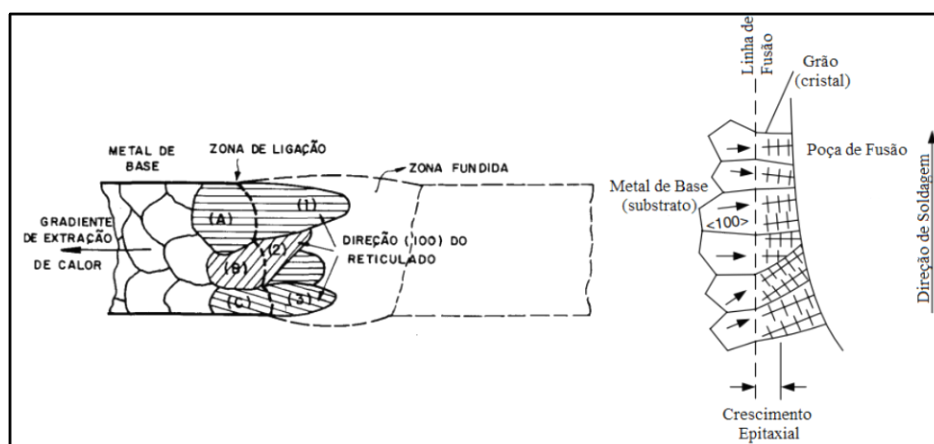 METAL DE
BASE
ZONA DE LIGAÇÃO
ZONA FUNDIDA
GRADIENTE
DE EXTRAÇÃO
DE CALOR
(A)
(1)
(B)
(2)
(C)
(3)
DIREÇÃO (100) DO
RETICULADO
Linha de
Fusão
Grão
(cristal)
Poça de Fusão
Metal de Base
(substrato)
<100>
Direção de Soldagem
Crescimento
Epitaxial